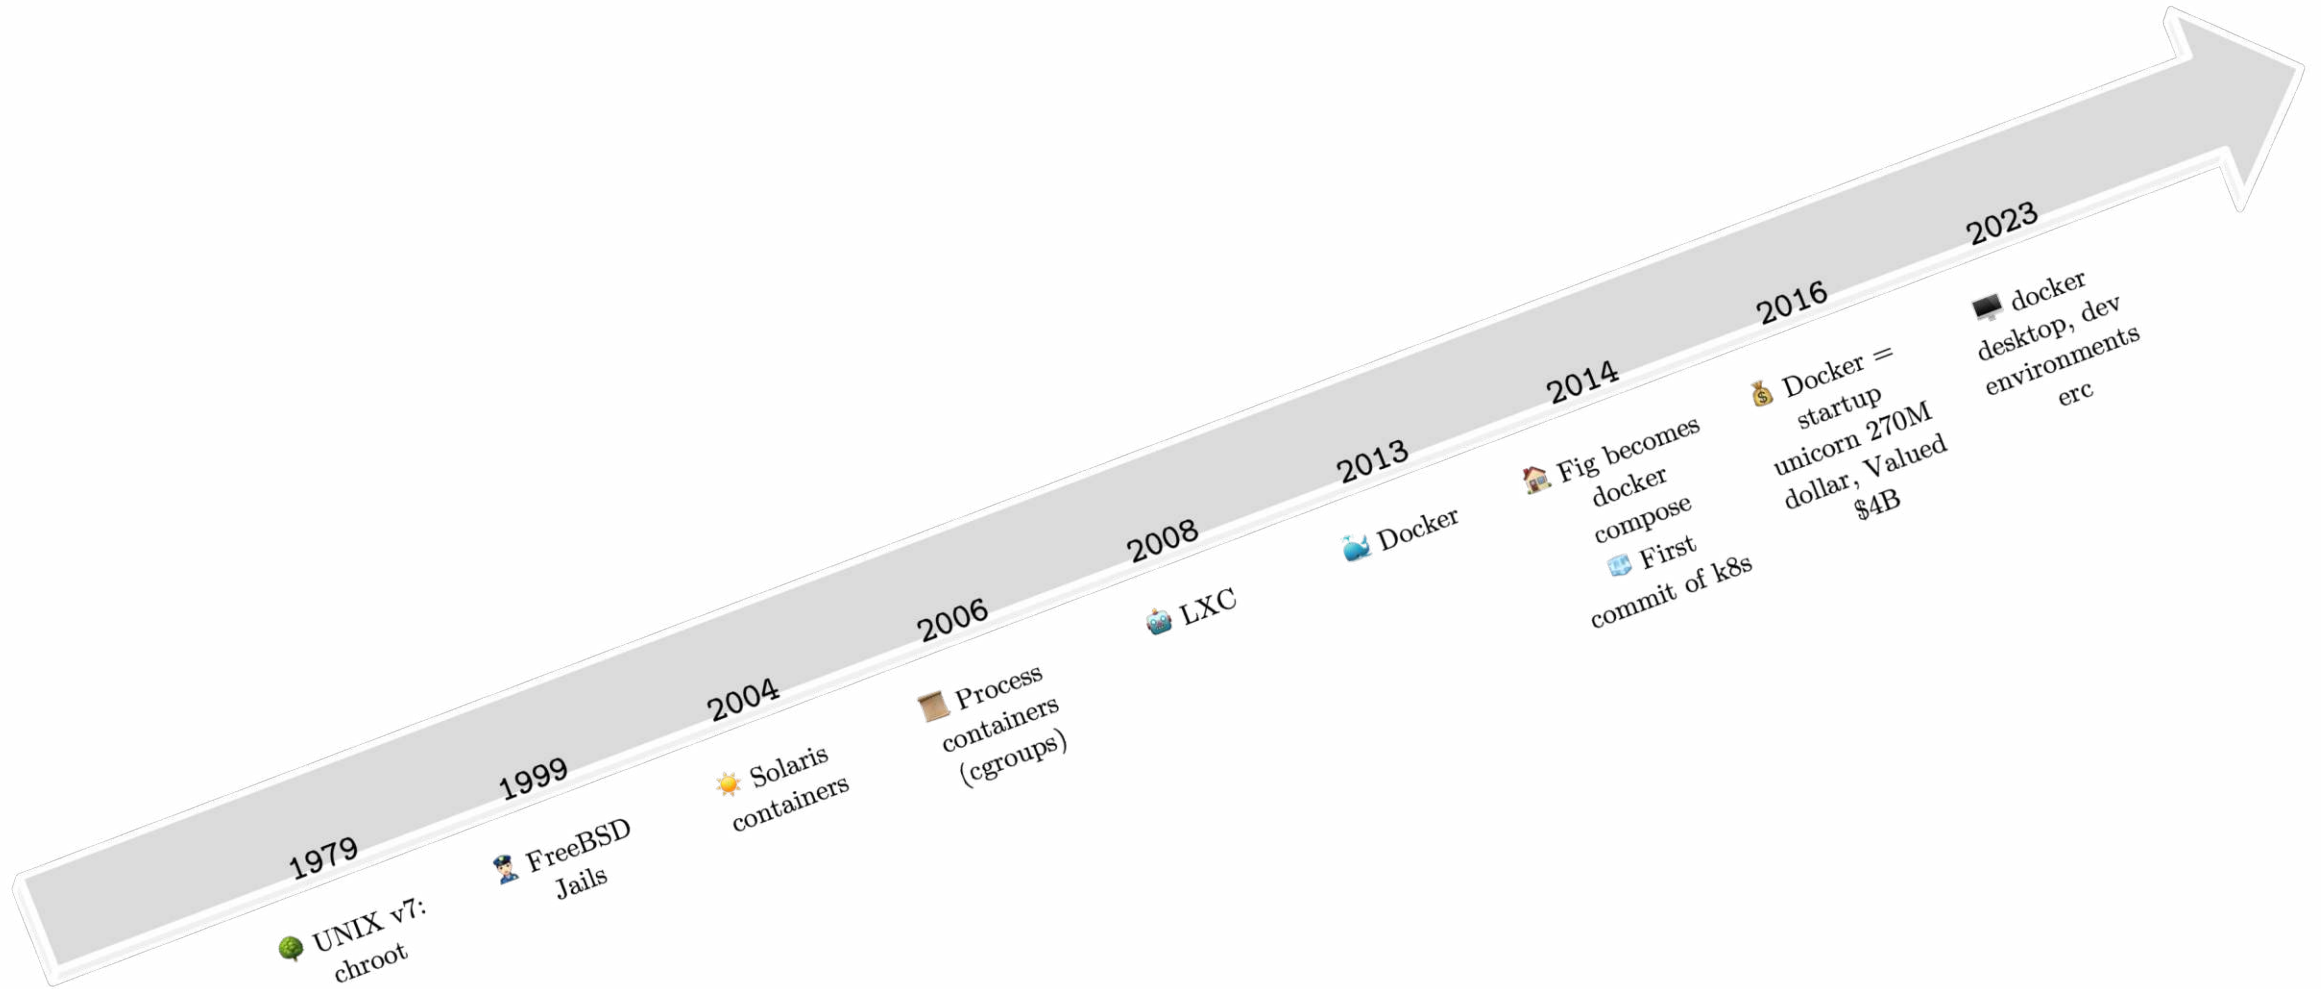 1979
🌳 UNIX v7:
chroot
1999
👮🏻 FreeBSD
Jails
2004
☀️ Solaris
containers
2006
📜 Process
containers
(cgroups)
2008
🤖 LXC
2013
🐳 Docker
2014
🏠 Fig becomes
docker
compose
🧊 First
commit of k8s
2016
💰 Docker =
startup
unicorn 270M
dollar, Valued
$4B
2023
🖥️ docker
desktop, dev
environments
erc